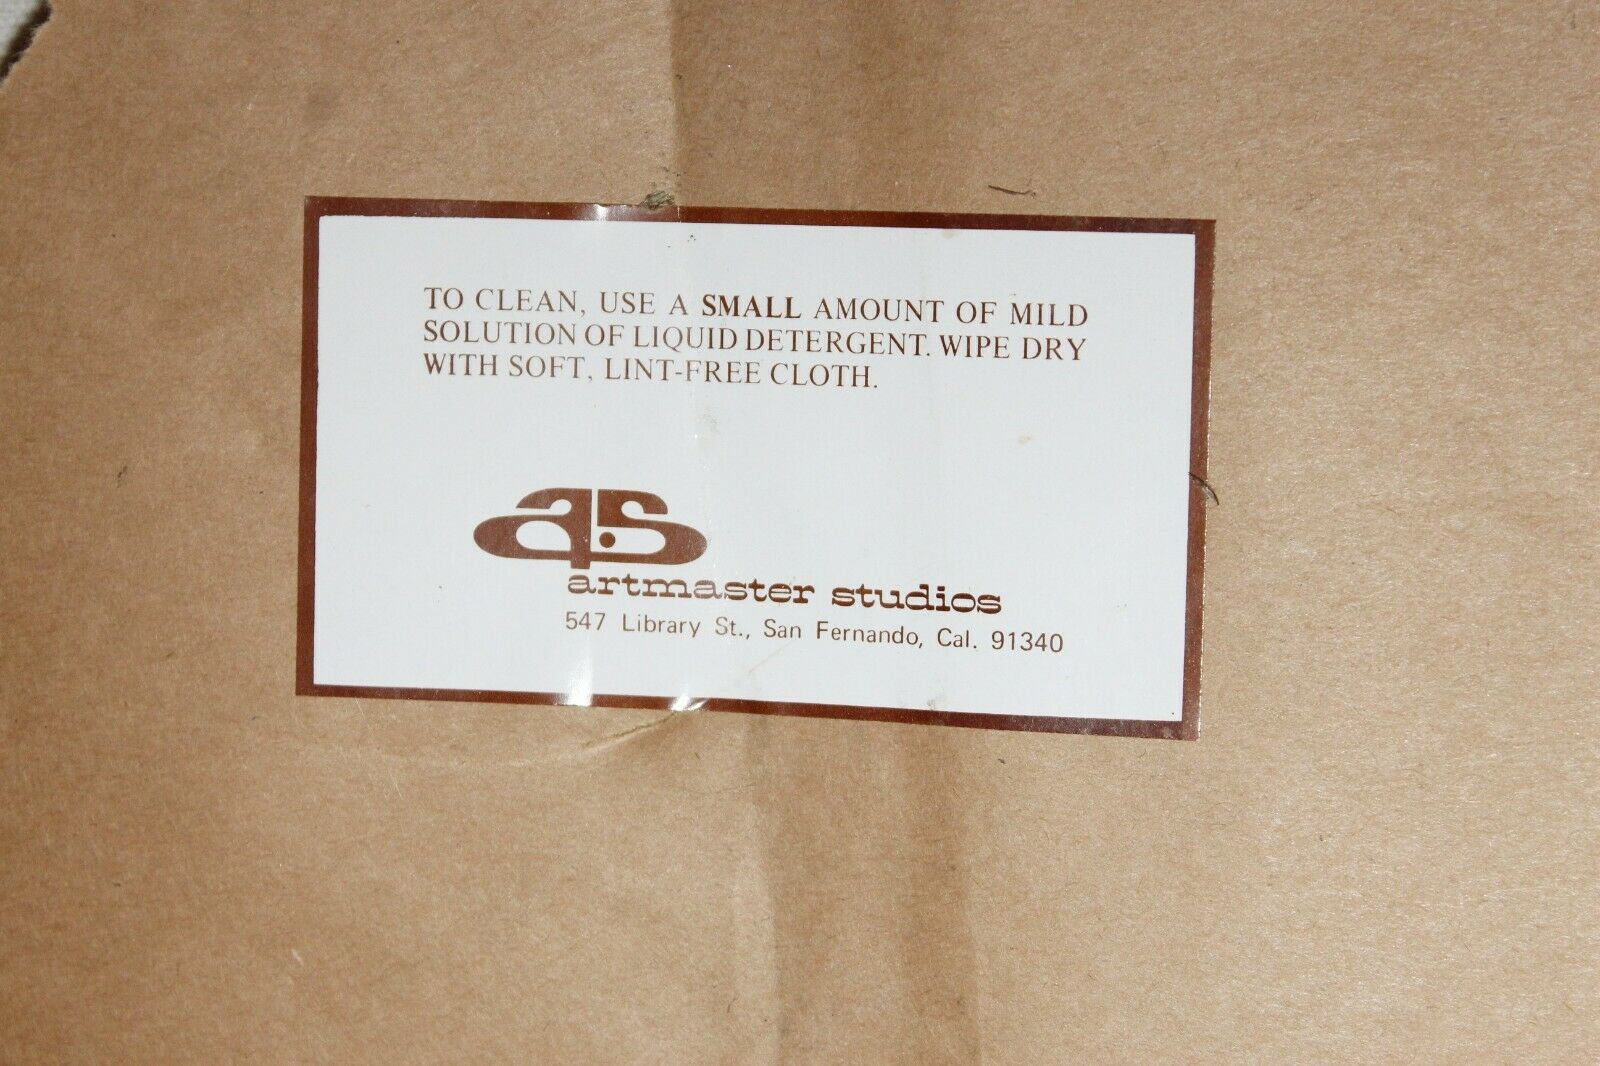 TO CLEAN, USE A SMALL AMOUNT OF MILD
SOLUTION OF LIQUID DETERGENT. WIPE DRY
WITH SOFT, LINT-FREE CLOTH.
a.s
artmaster studios
547 Library St., San Fernando, Cal. 91340